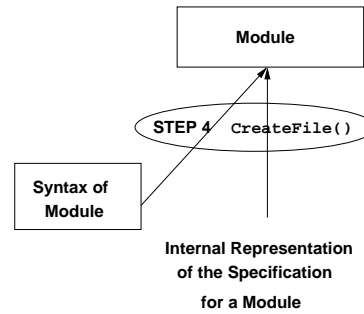 Module
STEP 4 CreateFile()
Syntax of
Module
Internal Representation
of the Specification
for a Module